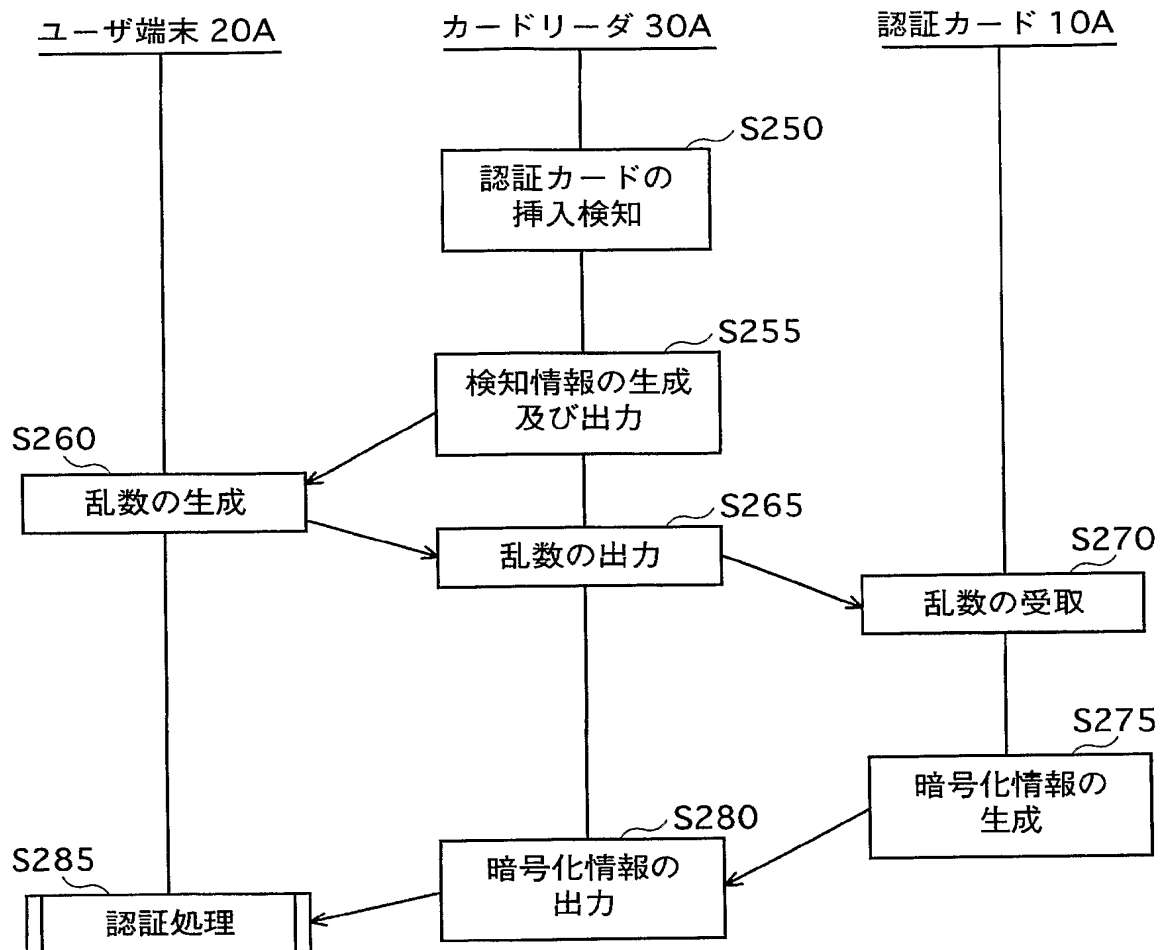 ユーザ端末 20A
カードリーダ 30A
認証カード 10A
S250
認証カードの
挿入検知
S255
検知情報の生成
及び出力
S260
乱数の生成
S265
乱数の出力
S270
乱数の受取
S275
暗号化情報の
生成
S280
暗号化情報の
出力
S285
認証処理